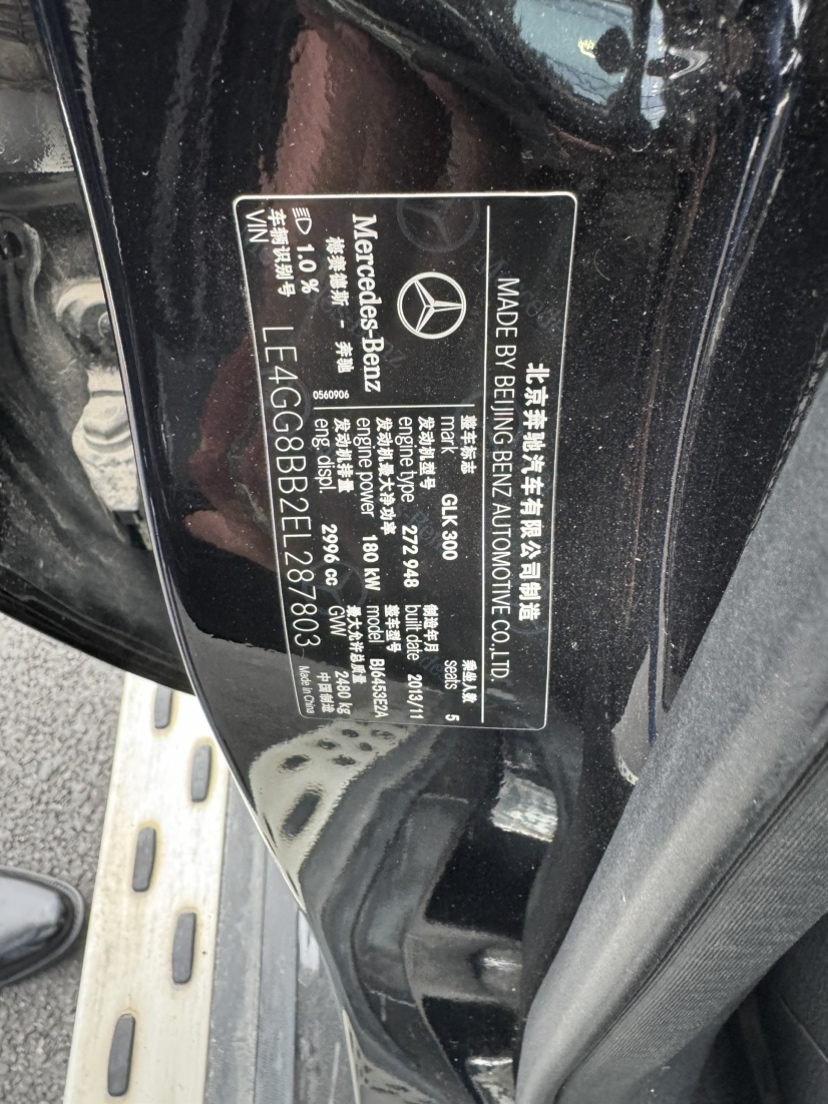 北京奔驰汽车有限公司制造
MADE BY BEIJING BENZ AUTOMOTIVE CO.,LTD.
Mercedes-Benz
梅赛德斯 - 奔驰
0560906
整车标志
mark GLK 300
乘坐人数
seats 5
发动机型号
engine type 272 948
制造年月
built date 2013/11
发动机最大净功率
engine power 180 kW
整车型号
model BJ6453E2A
发动机排量
eng. displ. 2996 cc
最大允许总质量
GVW 2480 kg
1.0 %
中国制造
Made in China
车辆识别号
VIN LE4GG8BB2EL287803